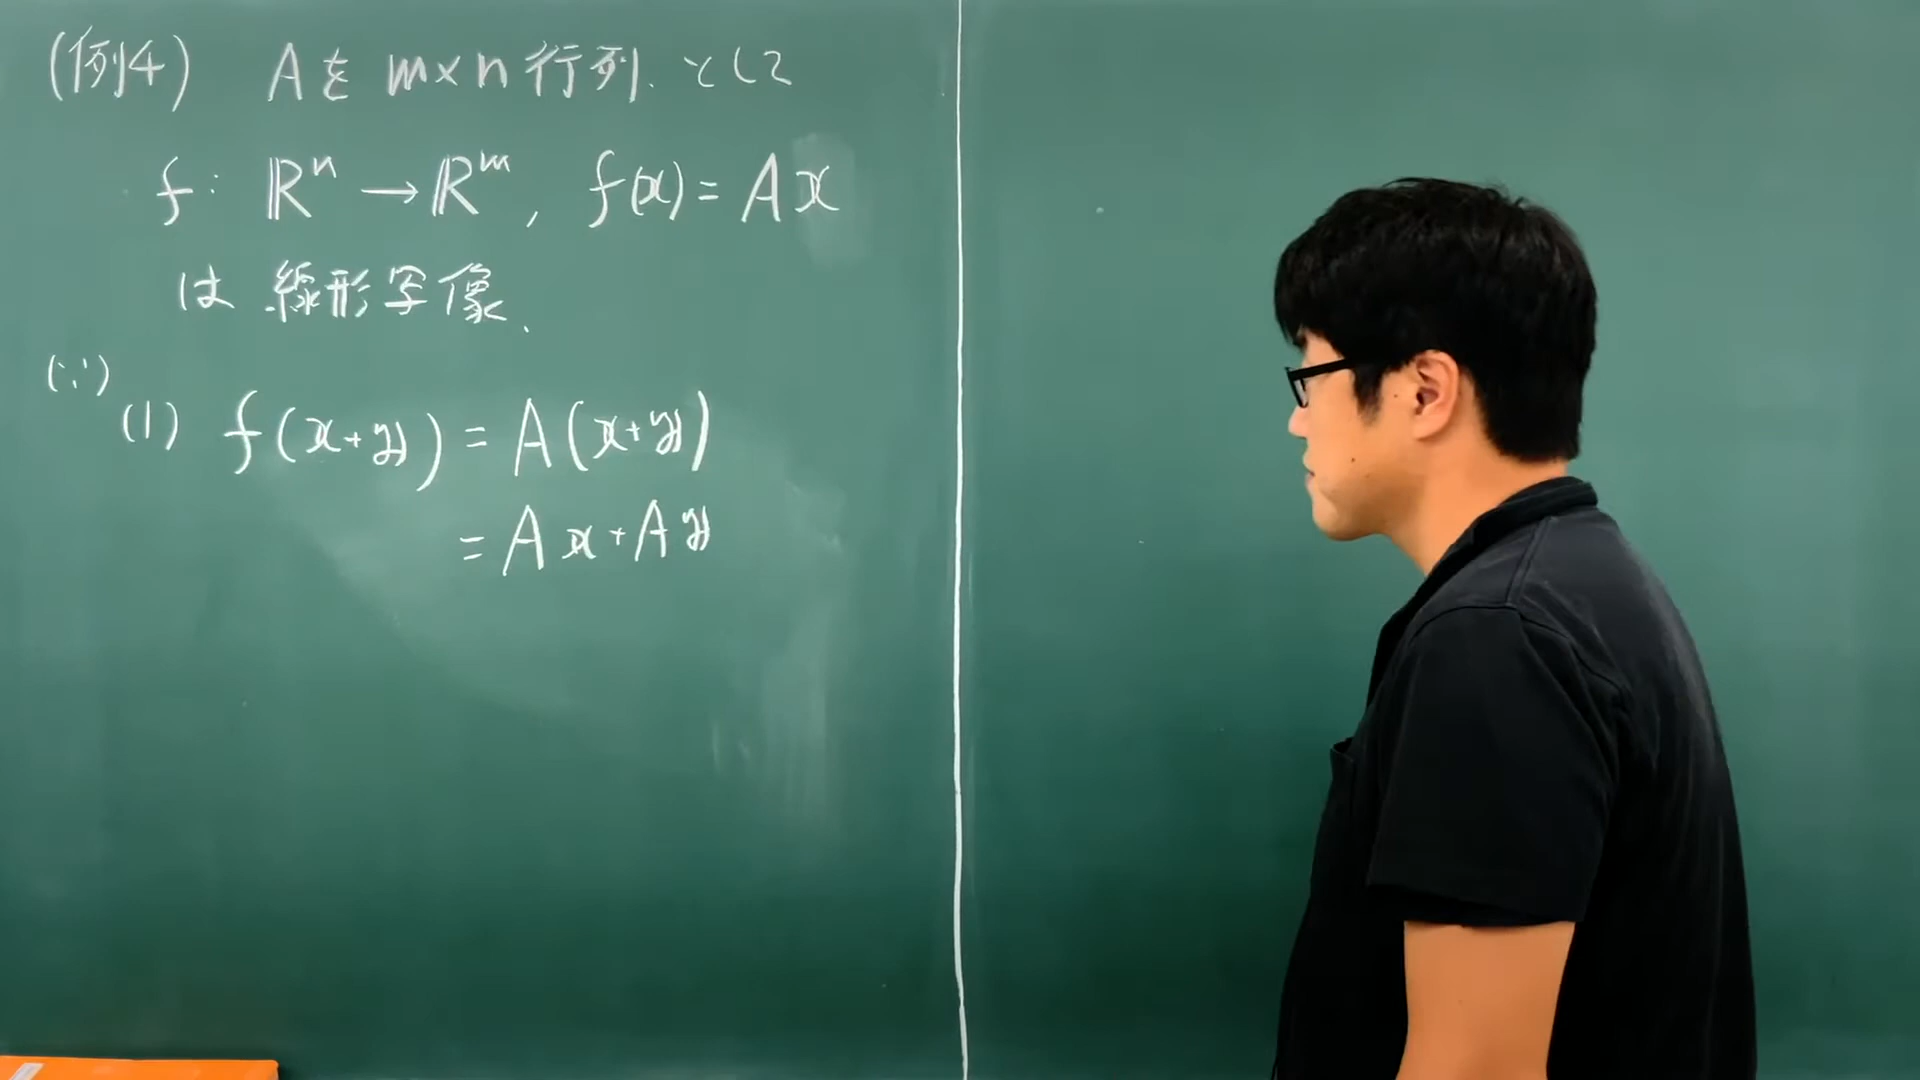 (例4) Aを m×n 行列 として
f: ℝⁿ → ℝᵐ, f(x) = Ax
は 線形写像.
(∵)
(1) f(x+y) = A(x+y)
= Ax + Ay